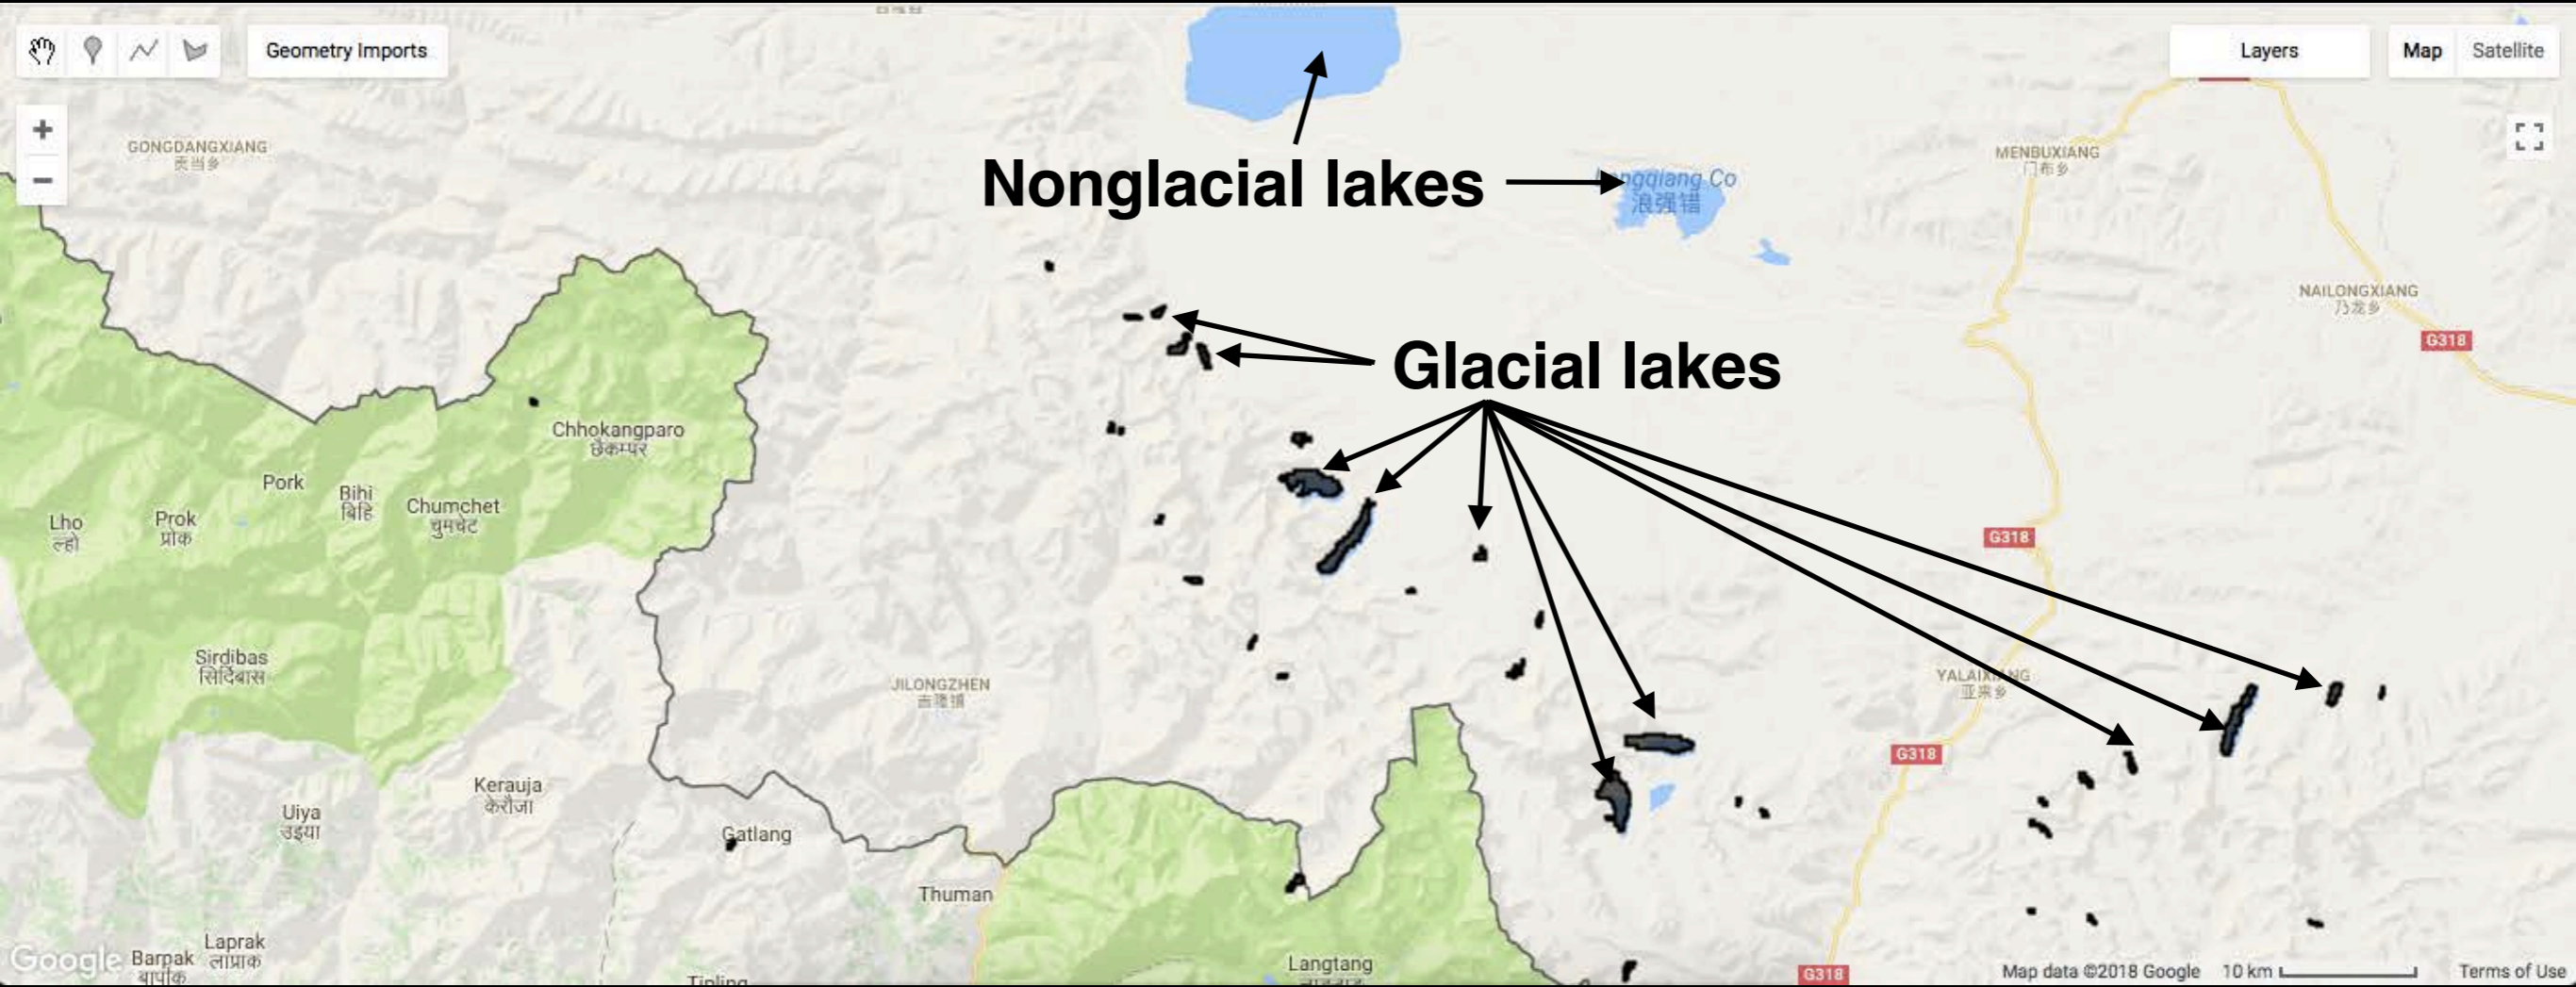 Geometry Imports
Layers
Map
Satellite
+
−
GONGDANGXIANG
贡当乡
MENBUXIANG
门布乡
Nonglacial lakes
Co
浪强错
NAILONGXIANG
乃龙乡
G318
Glacial lakes
Chhokangparo
छेकम्पार
Pork
Bihi
बिहि
Chumchet
चुमचेट
Lho
ल्हो
Prok
प्रोक
G318
Sirdibas
सिर्दिबास
JILONGZHEN
吉隆镇
YALAIXIANG
亚来乡
G318
Kerauja
केरौजा
Uiya
उइया
Gatlang
Thuman
Laprak
लाप्राक
Google
Barpak
बार्पाक
Langtang
Tipling
G318
Map data ©2018 Google
10 km
Terms of Use